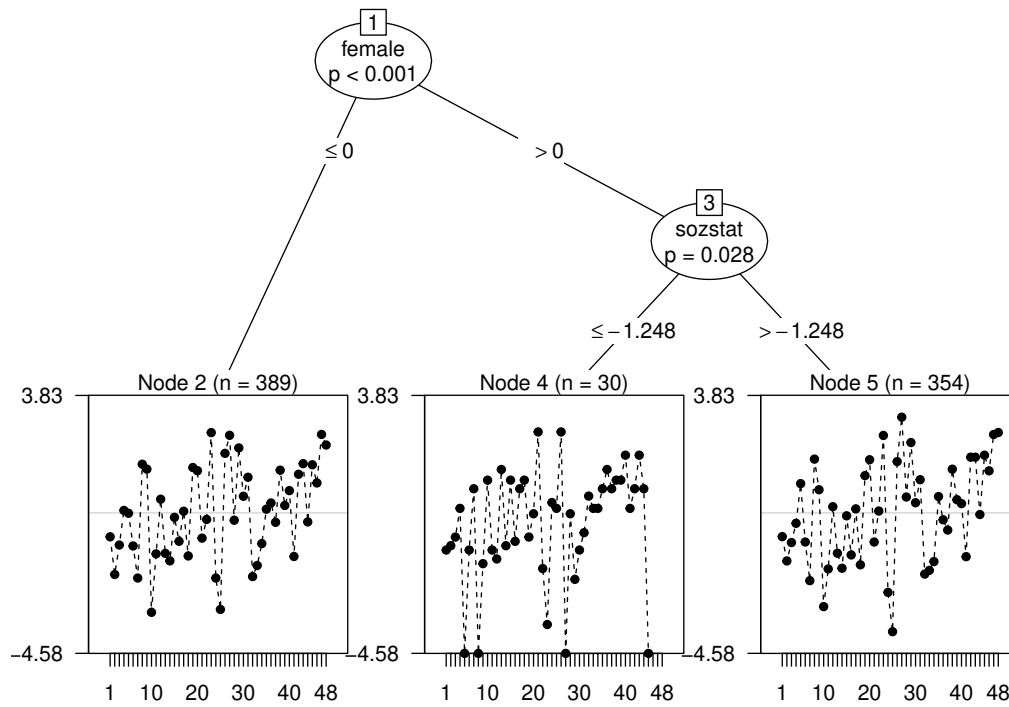 1
female
p < 0.001
≤ 0
> 0
3
sozstat
p = 0.028
≤ −1.248
> −1.248
Node 2 (n = 389)
3.83
−4.58
1 10 20 30 40 48
Node 4 (n = 30)
3.83
−4.58
1 10 20 30 40 48
Node 5 (n = 354)
3.83
−4.58
1 10 20 30 40 48